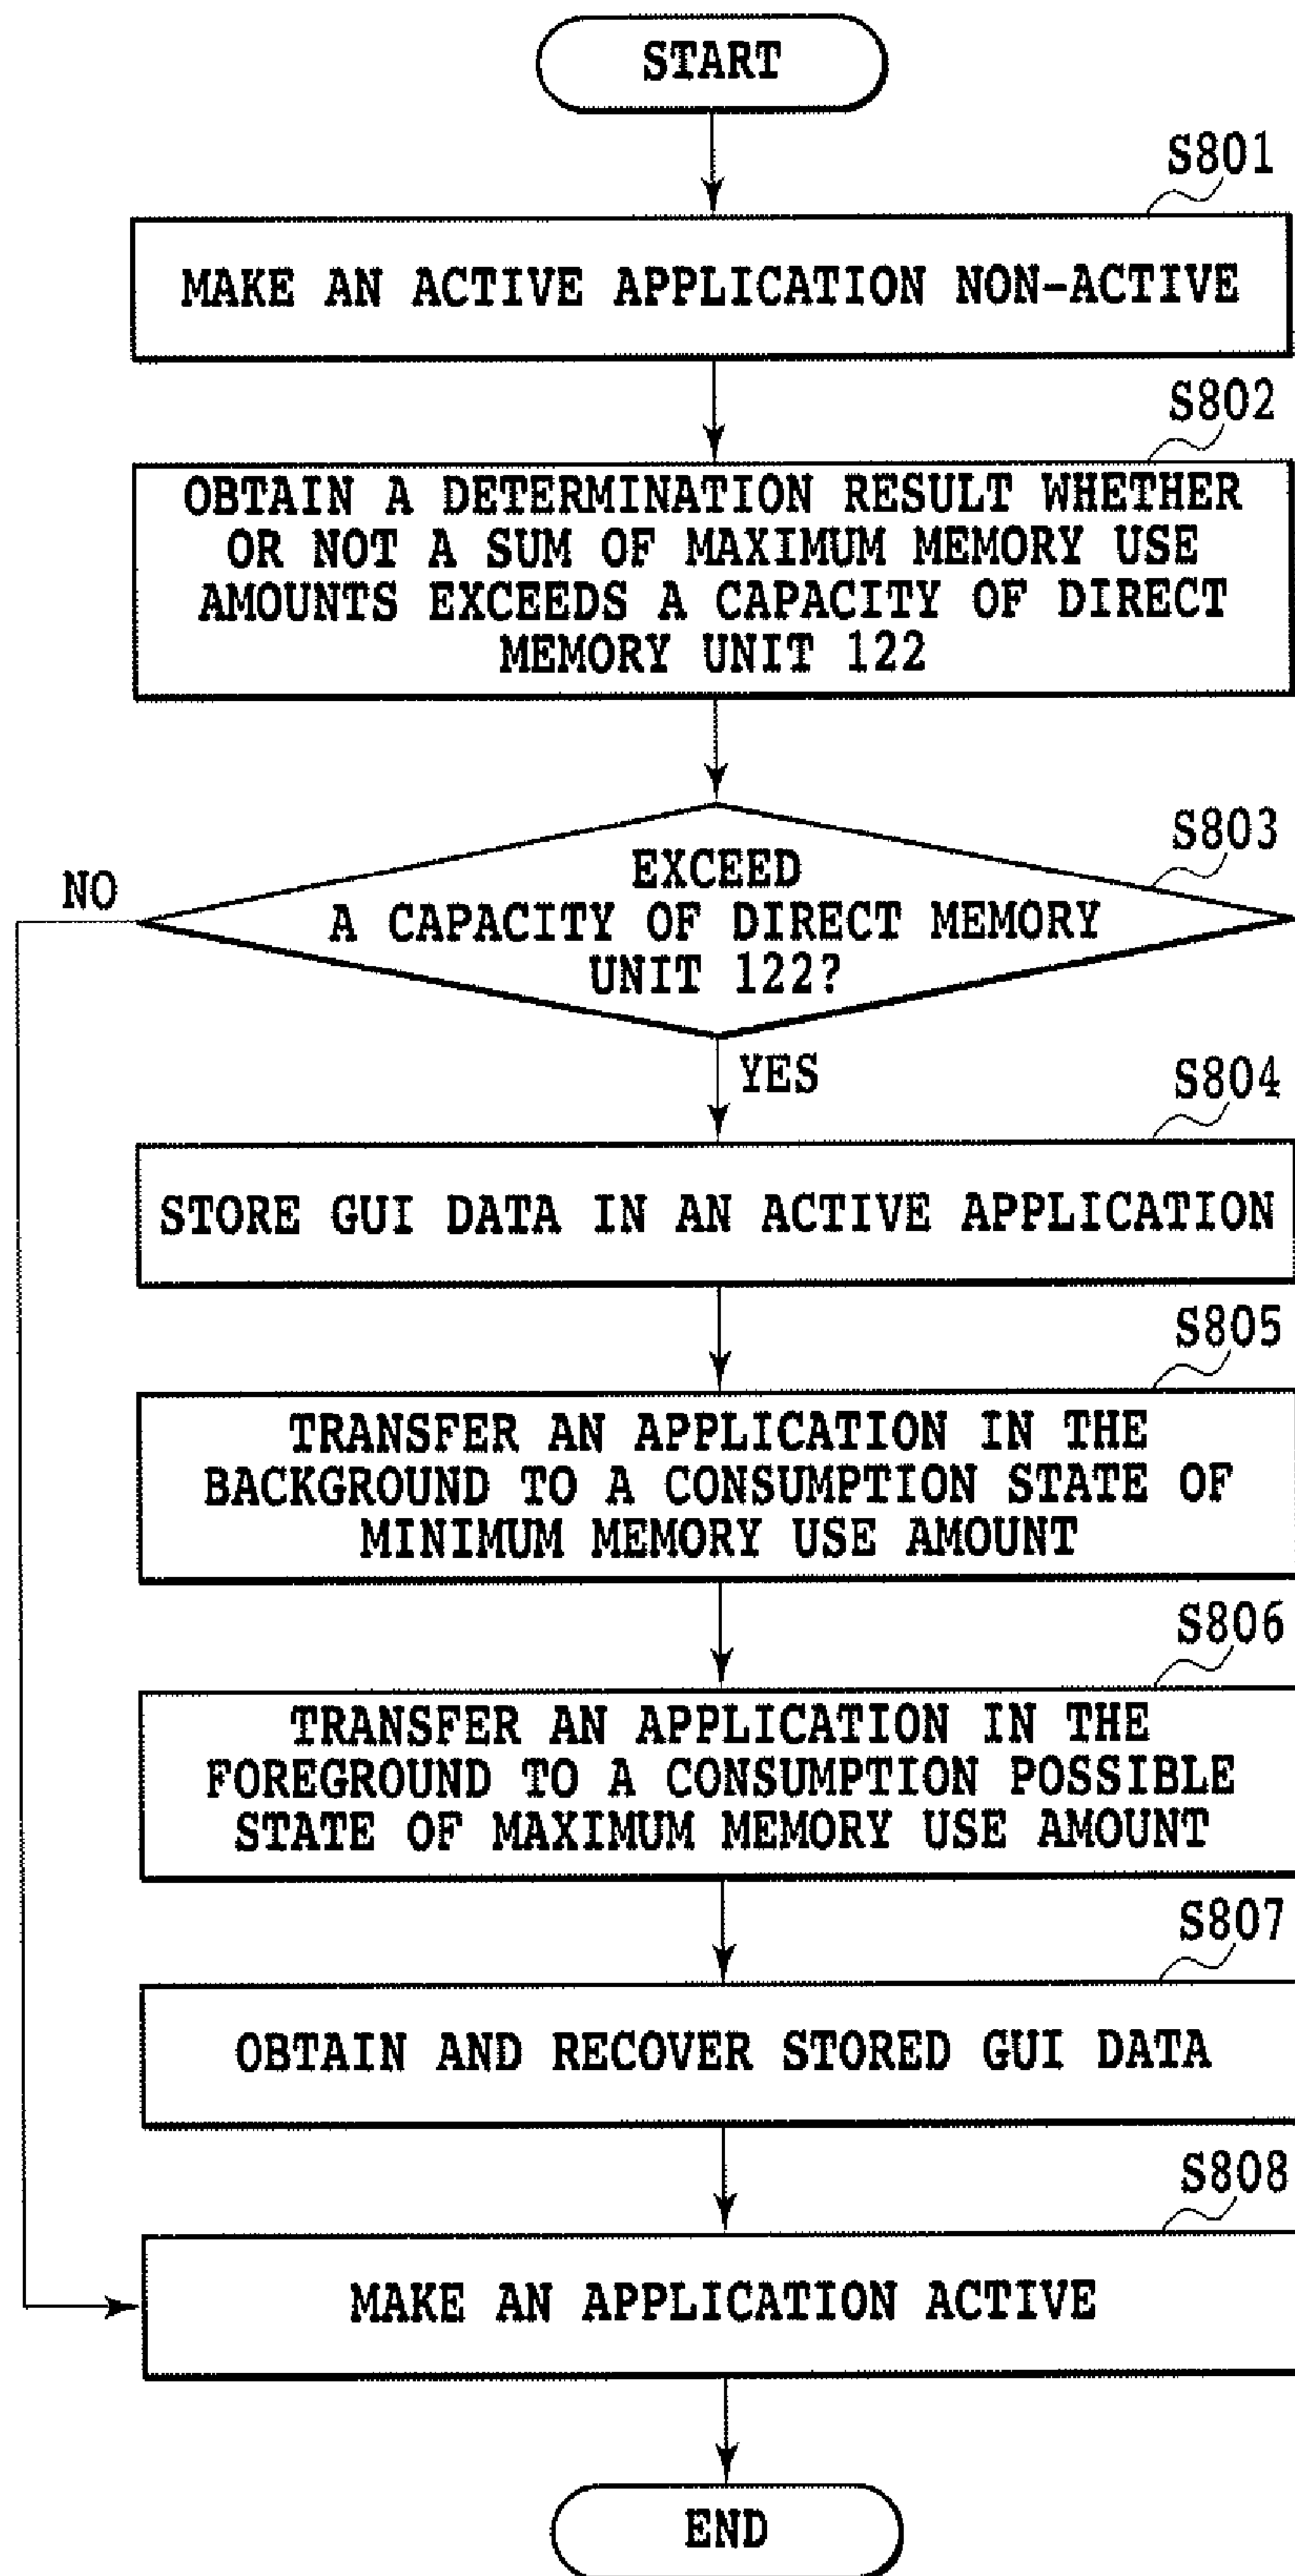 START
S801
MAKE AN ACTIVE APPLICATION NON-ACTIVE
S802
OBTAIN A DETERMINATION RESULT WHETHER
OR NOT A SUM OF MAXIMUM MEMORY USE
AMOUNTS EXCEEDS A CAPACITY OF DIRECT
MEMORY UNIT 122
S803
NO
EXCEED
A CAPACITY OF DIRECT MEMORY
UNIT 122?
YES
S804
STORE GUI DATA IN AN ACTIVE APPLICATION
S805
TRANSFER AN APPLICATION IN THE
BACKGROUND TO A CONSUMPTION STATE OF
MINIMUM MEMORY USE AMOUNT
S806
TRANSFER AN APPLICATION IN THE
FOREGROUND TO A CONSUMPTION POSSIBLE
STATE OF MAXIMUM MEMORY USE AMOUNT
S807
OBTAIN AND RECOVER STORED GUI DATA
S808
MAKE AN APPLICATION ACTIVE
END